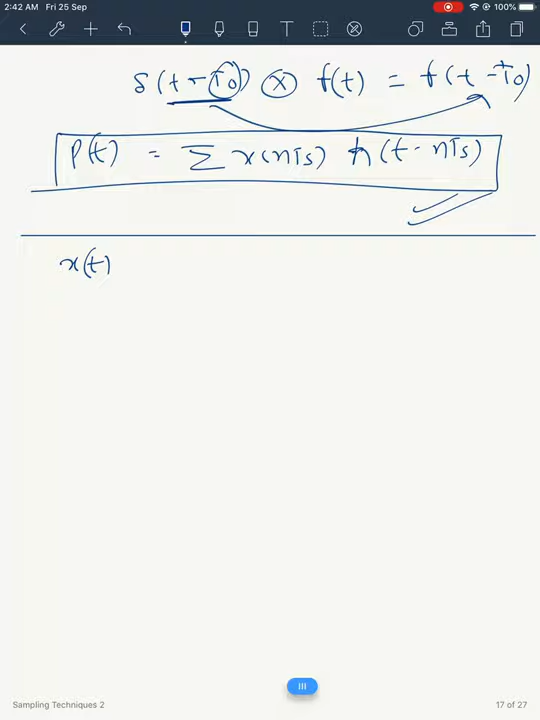 2:42 AM Fri 25 Sep 100%
δ(t - T0) ⊗ f(t) = f(t - T0)
P(t) = Σ x(nTs) h(t - nTs)
x(t)
Sampling Techniques 2 17 of 27